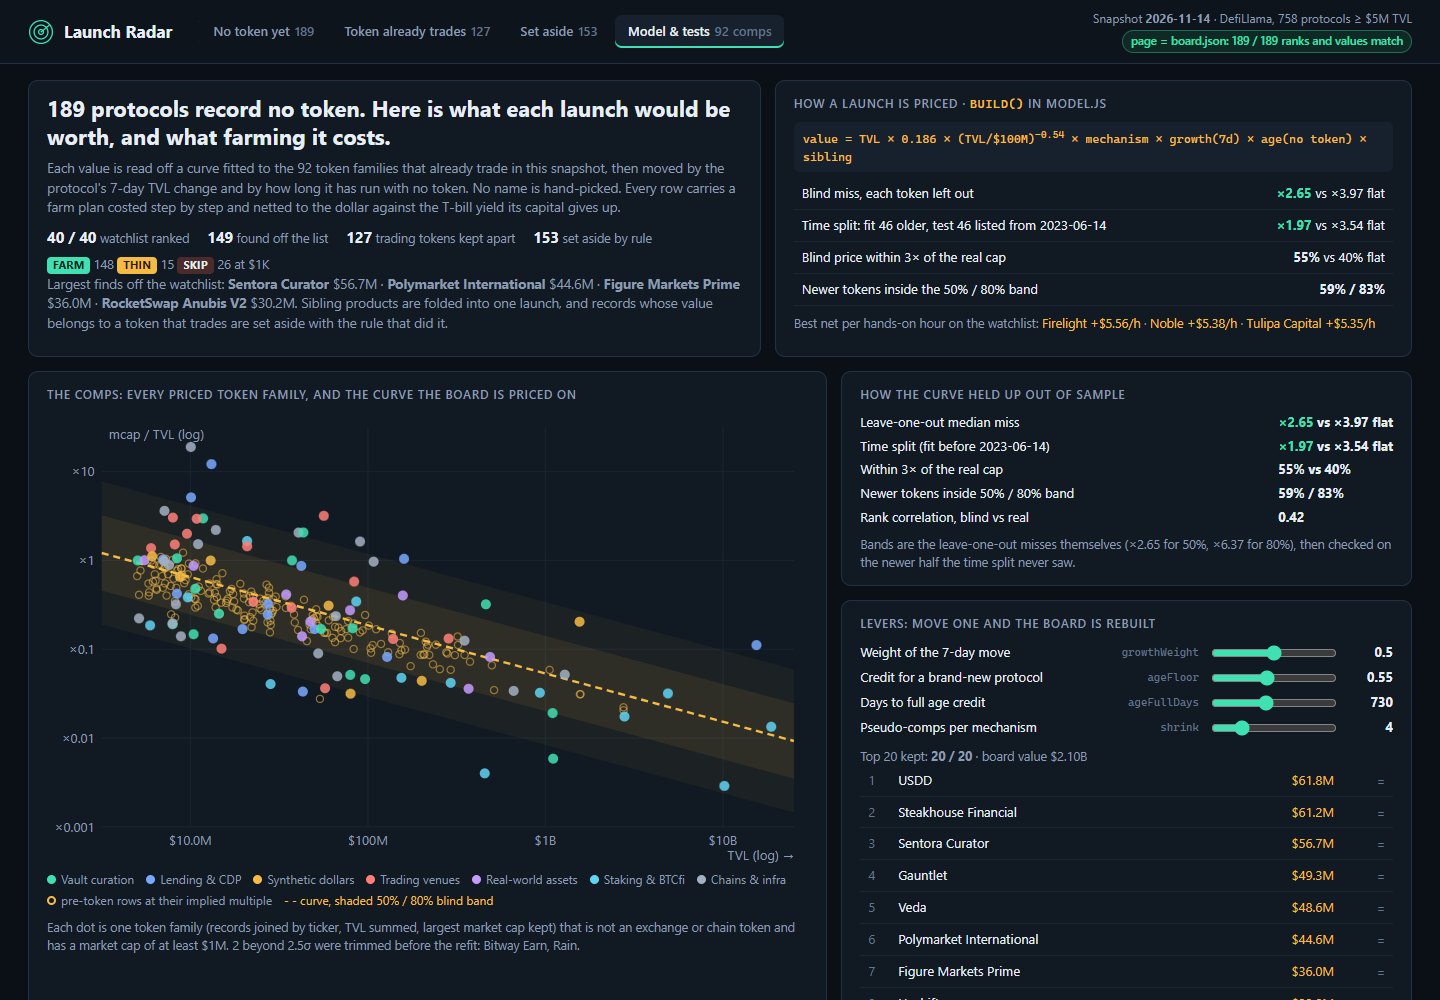 Launch Radar
No token yet 189
Token already trades 127
Set aside 153
Model & tests 92 comps
Snapshot 2026-11-14 · DefiLlama, 758 protocols ≥ $5M TVL
page = board.json: 189 / 189 ranks and values match
189 protocols record no token. Here is what each launch would be
worth, and what farming it costs.
Each value is read off a curve fitted to the 92 token families that already trade in this snapshot, then moved by the
protocol's 7-day TVL change and by how long it has run with no token. No name is hand-picked. Every row carries a
farm plan costed step by step and netted to the dollar against the T-bill yield its capital gives up.
40 / 40 watchlist ranked 149 found off the list 127 trading tokens kept apart 153 set aside by rule
FARM 148 THIN 15 SKIP 26 at $1K
Largest finds off the watchlist: Sentora Curator $56.7M · Polymarket International $44.6M · Figure Markets Prime
$36.0M · RocketSwap Anubis V2 $30.2M. Sibling products are folded into one launch, and records whose value
belongs to a token that trades are set aside with the rule that did it.
HOW A LAUNCH IS PRICED · BUILD() IN MODEL.JS
value = TVL × 0.186 × (TVL/$100M)^−0.54 × mechanism × growth(7d) × age(no token) ×
sibling
Blind miss, each token left out ×2.65 vs ×3.97 flat
Time split: fit 46 older, test 46 listed from 2023-06-14 ×1.97 vs ×3.54 flat
Blind price within 3× of the real cap 55% vs 40% flat
Newer tokens inside the 50% / 80% band 59% / 83%
Best net per hands-on hour on the watchlist: Firelight +$5.56/h · Noble +$5.38/h · Tulipa Capital +$5.35/h
THE COMPS: EVERY PRICED TOKEN FAMILY, AND THE CURVE THE BOARD IS PRICED ON
mcap / TVL (log)
×10
×1
×0.1
×0.01
×0.001
$10.0M
$100M
$1B
$10B
TVL (log) →
Vault curation
Lending & CDP
Synthetic dollars
Trading venues
Real-world assets
Staking & BTCfi
Chains & infra
pre-token rows at their implied multiple
- - curve, shaded 50% / 80% blind band
Each dot is one token family (records joined by ticker, TVL summed, largest market cap kept) that is not an exchange or chain token and
has a market cap of at least $1M. 2 beyond 2.5σ were trimmed before the refit: Bitway Earn, Rain.
HOW THE CURVE HELD UP OUT OF SAMPLE
Leave-one-out median miss ×2.65 vs ×3.97 flat
Time split (fit before 2023-06-14) ×1.97 vs ×3.54 flat
Within 3× of the real cap 55% vs 40%
Newer tokens inside 50% / 80% band 59% / 83%
Rank correlation, blind vs real 0.42
Bands are the leave-one-out misses themselves (×2.65 for 50%, ×6.37 for 80%), then checked on
the newer half the time split never saw.
LEVERS: MOVE ONE AND THE BOARD IS REBUILT
Weight of the 7-day move growthWeight 0.5
Credit for a brand-new protocol ageFloor 0.55
Days to full age credit ageFullDays 730
Pseudo-comps per mechanism shrink 4
Top 20 kept: 20 / 20 · board value $2.10B
1 USDD $61.8M =
2 Steakhouse Financial $61.2M =
3 Sentora Curator $56.7M =
4 Gauntlet $49.3M =
5 Veda $48.6M =
6 Polymarket International $44.6M =
7 Figure Markets Prime $36.0M =